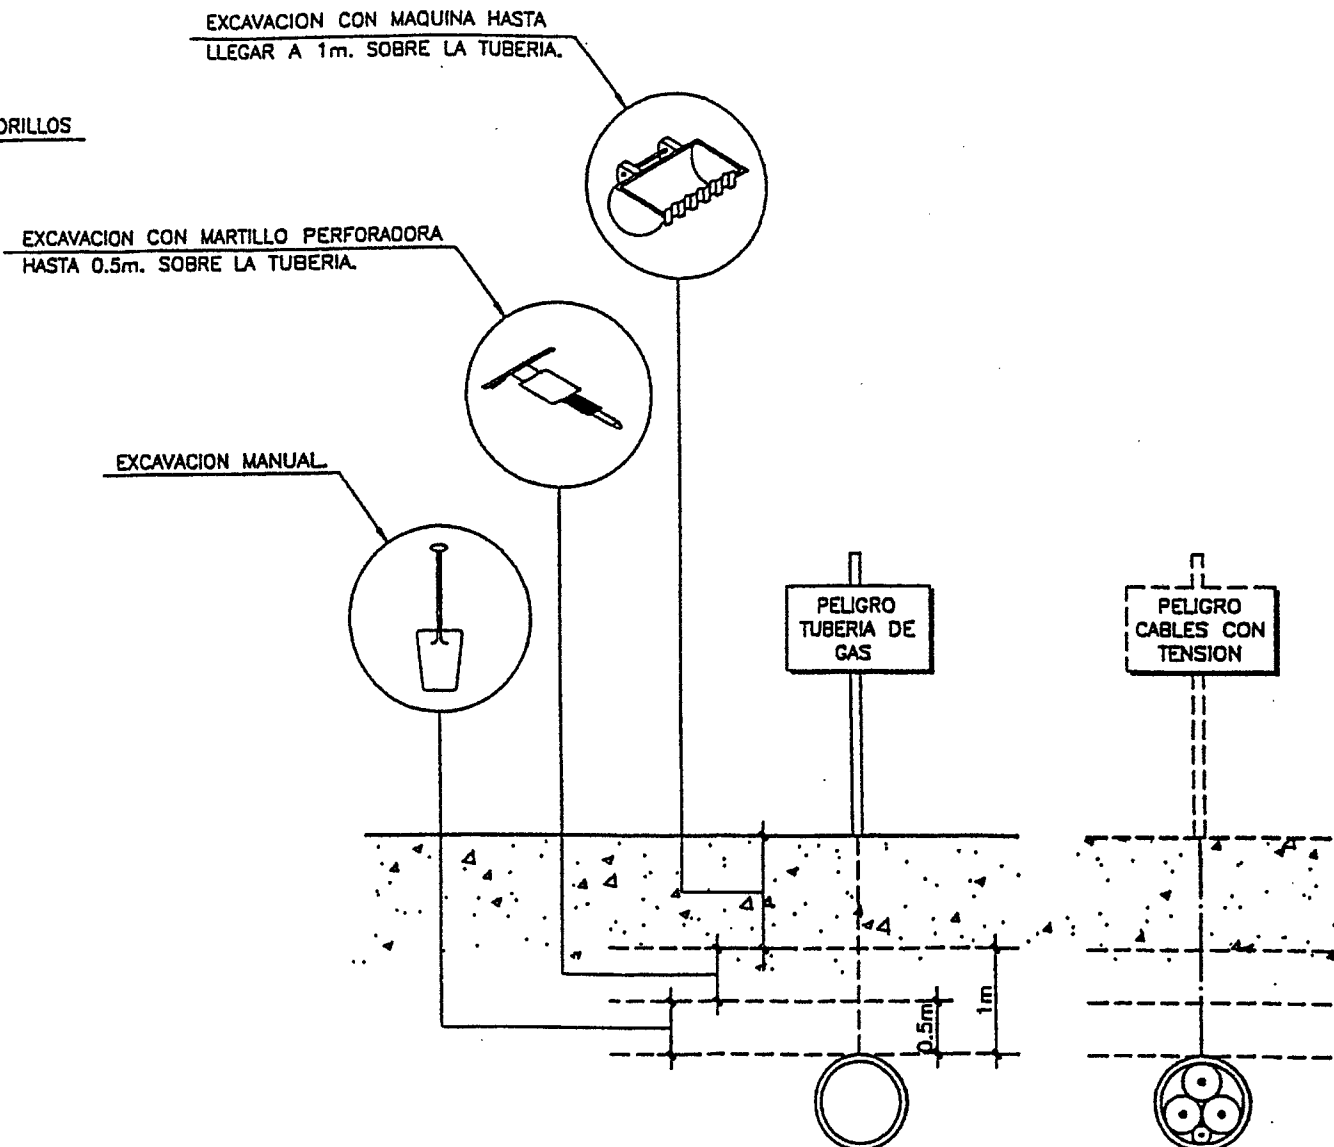 EXCAVACION CON MAQUINA HASTA
LLEGAR A 1m. SOBRE LA TUBERIA.
EXCAVACION CON MARTILLO PERFORADORA
HASTA 0.5m. SOBRE LA TUBERIA.
EXCAVACION MANUAL
PELIGRO
TUBERIA DE
GAS
PELIGRO
CABLES CON
TENSION
0.5m
1m